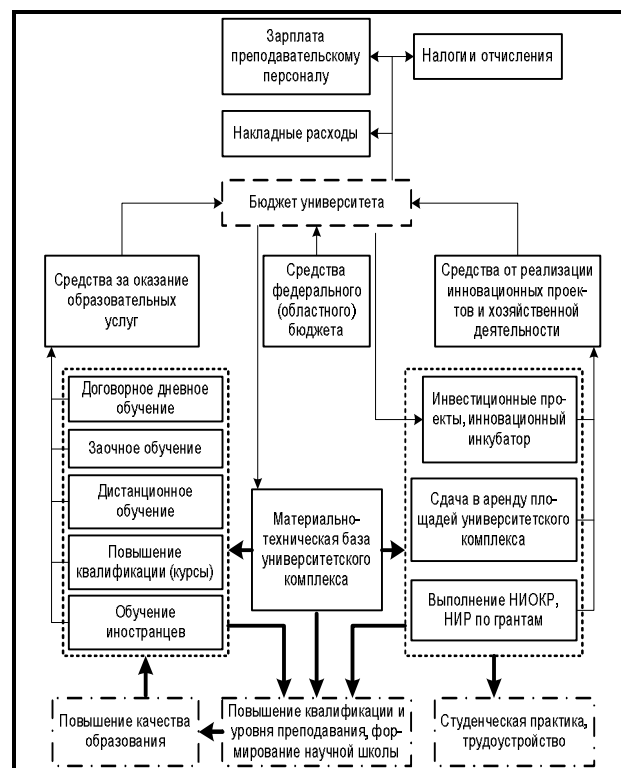 Зарплата
преподавательскому
персоналу
Налоги и отчисления
Накладные расходы
Бюджет университета
Средства за оказание
образовательных
услуг
Средства
федерального
(областного)
бюджета
Средства от реализации
инновационных проек-
тов и хозяйственной
деятельности
Договорное дневное
обучение
Заочное обучение
Дистанционное
обучение
Повышение
квалификации (курсы)
Обучение
иностранцев
Материально-
техническая база
университетского
комплекса
Инвестиционные про-
екты, инновационный
инкубатор
Сдача в аренду пло-
щадей университетского
комплекса
Выполнение НИОКР,
НИР по грантам
Повышение качества
образования
Повышение квалификации и
уровня преподавания, фор-
мирование научной школы
Студенческая практика,
трудоустройство